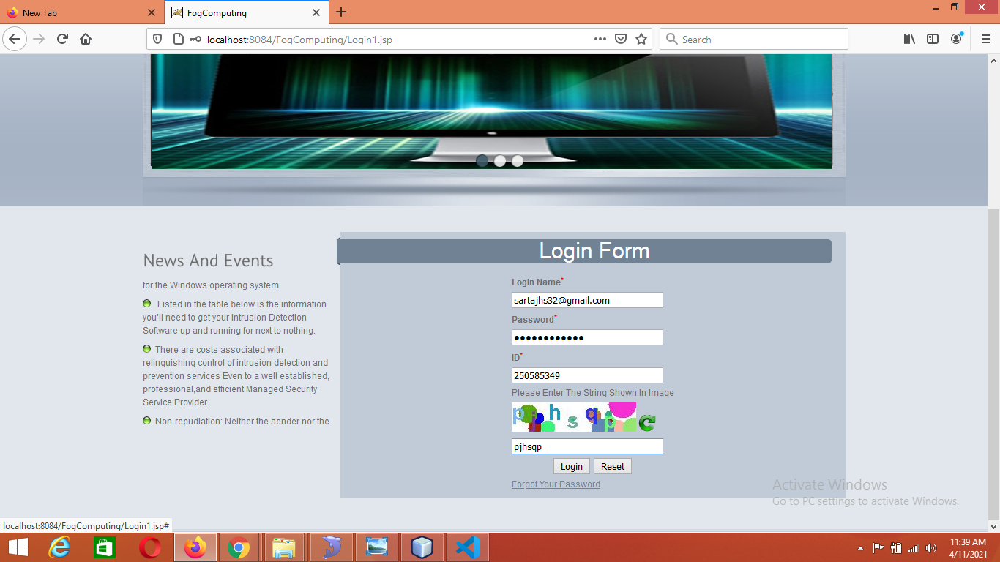 New Tab
FogComputing
localhost:8084/FogComputing/Login1.jsp
Search
News And Events
for the Windows operating system.
Listed in the table below is the information
you'll need to get your Intrusion Detection
Software up and running for next to nothing.
There are costs associated with
relinquishing control of intrusion detection and
prevention services Even to a well established,
professional,and efficient Managed Security
Service Provider.
Non-repudiation: Neither the sender nor the
Login Form
Login Name*
sartajhs32@gmail.com
Password*
ID*
250585349
Please Enter The String Shown In Image
pjhsqp
pjhsqp
Login Reset
Forgot Your Password
Activate Windows
Go to PC settings to activate Windows.
localhost:8084/FogComputing/Login1.jsp#
11:39 AM
4/11/2021